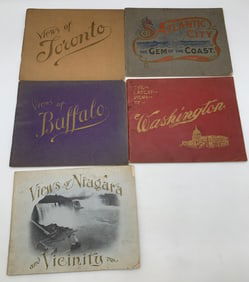 Views of
Toronto
ATLANTIC
CITY
THE GEM OF THE COAST.
Views of
Buffalo
Washington
Views of Niagara
and Vicinity